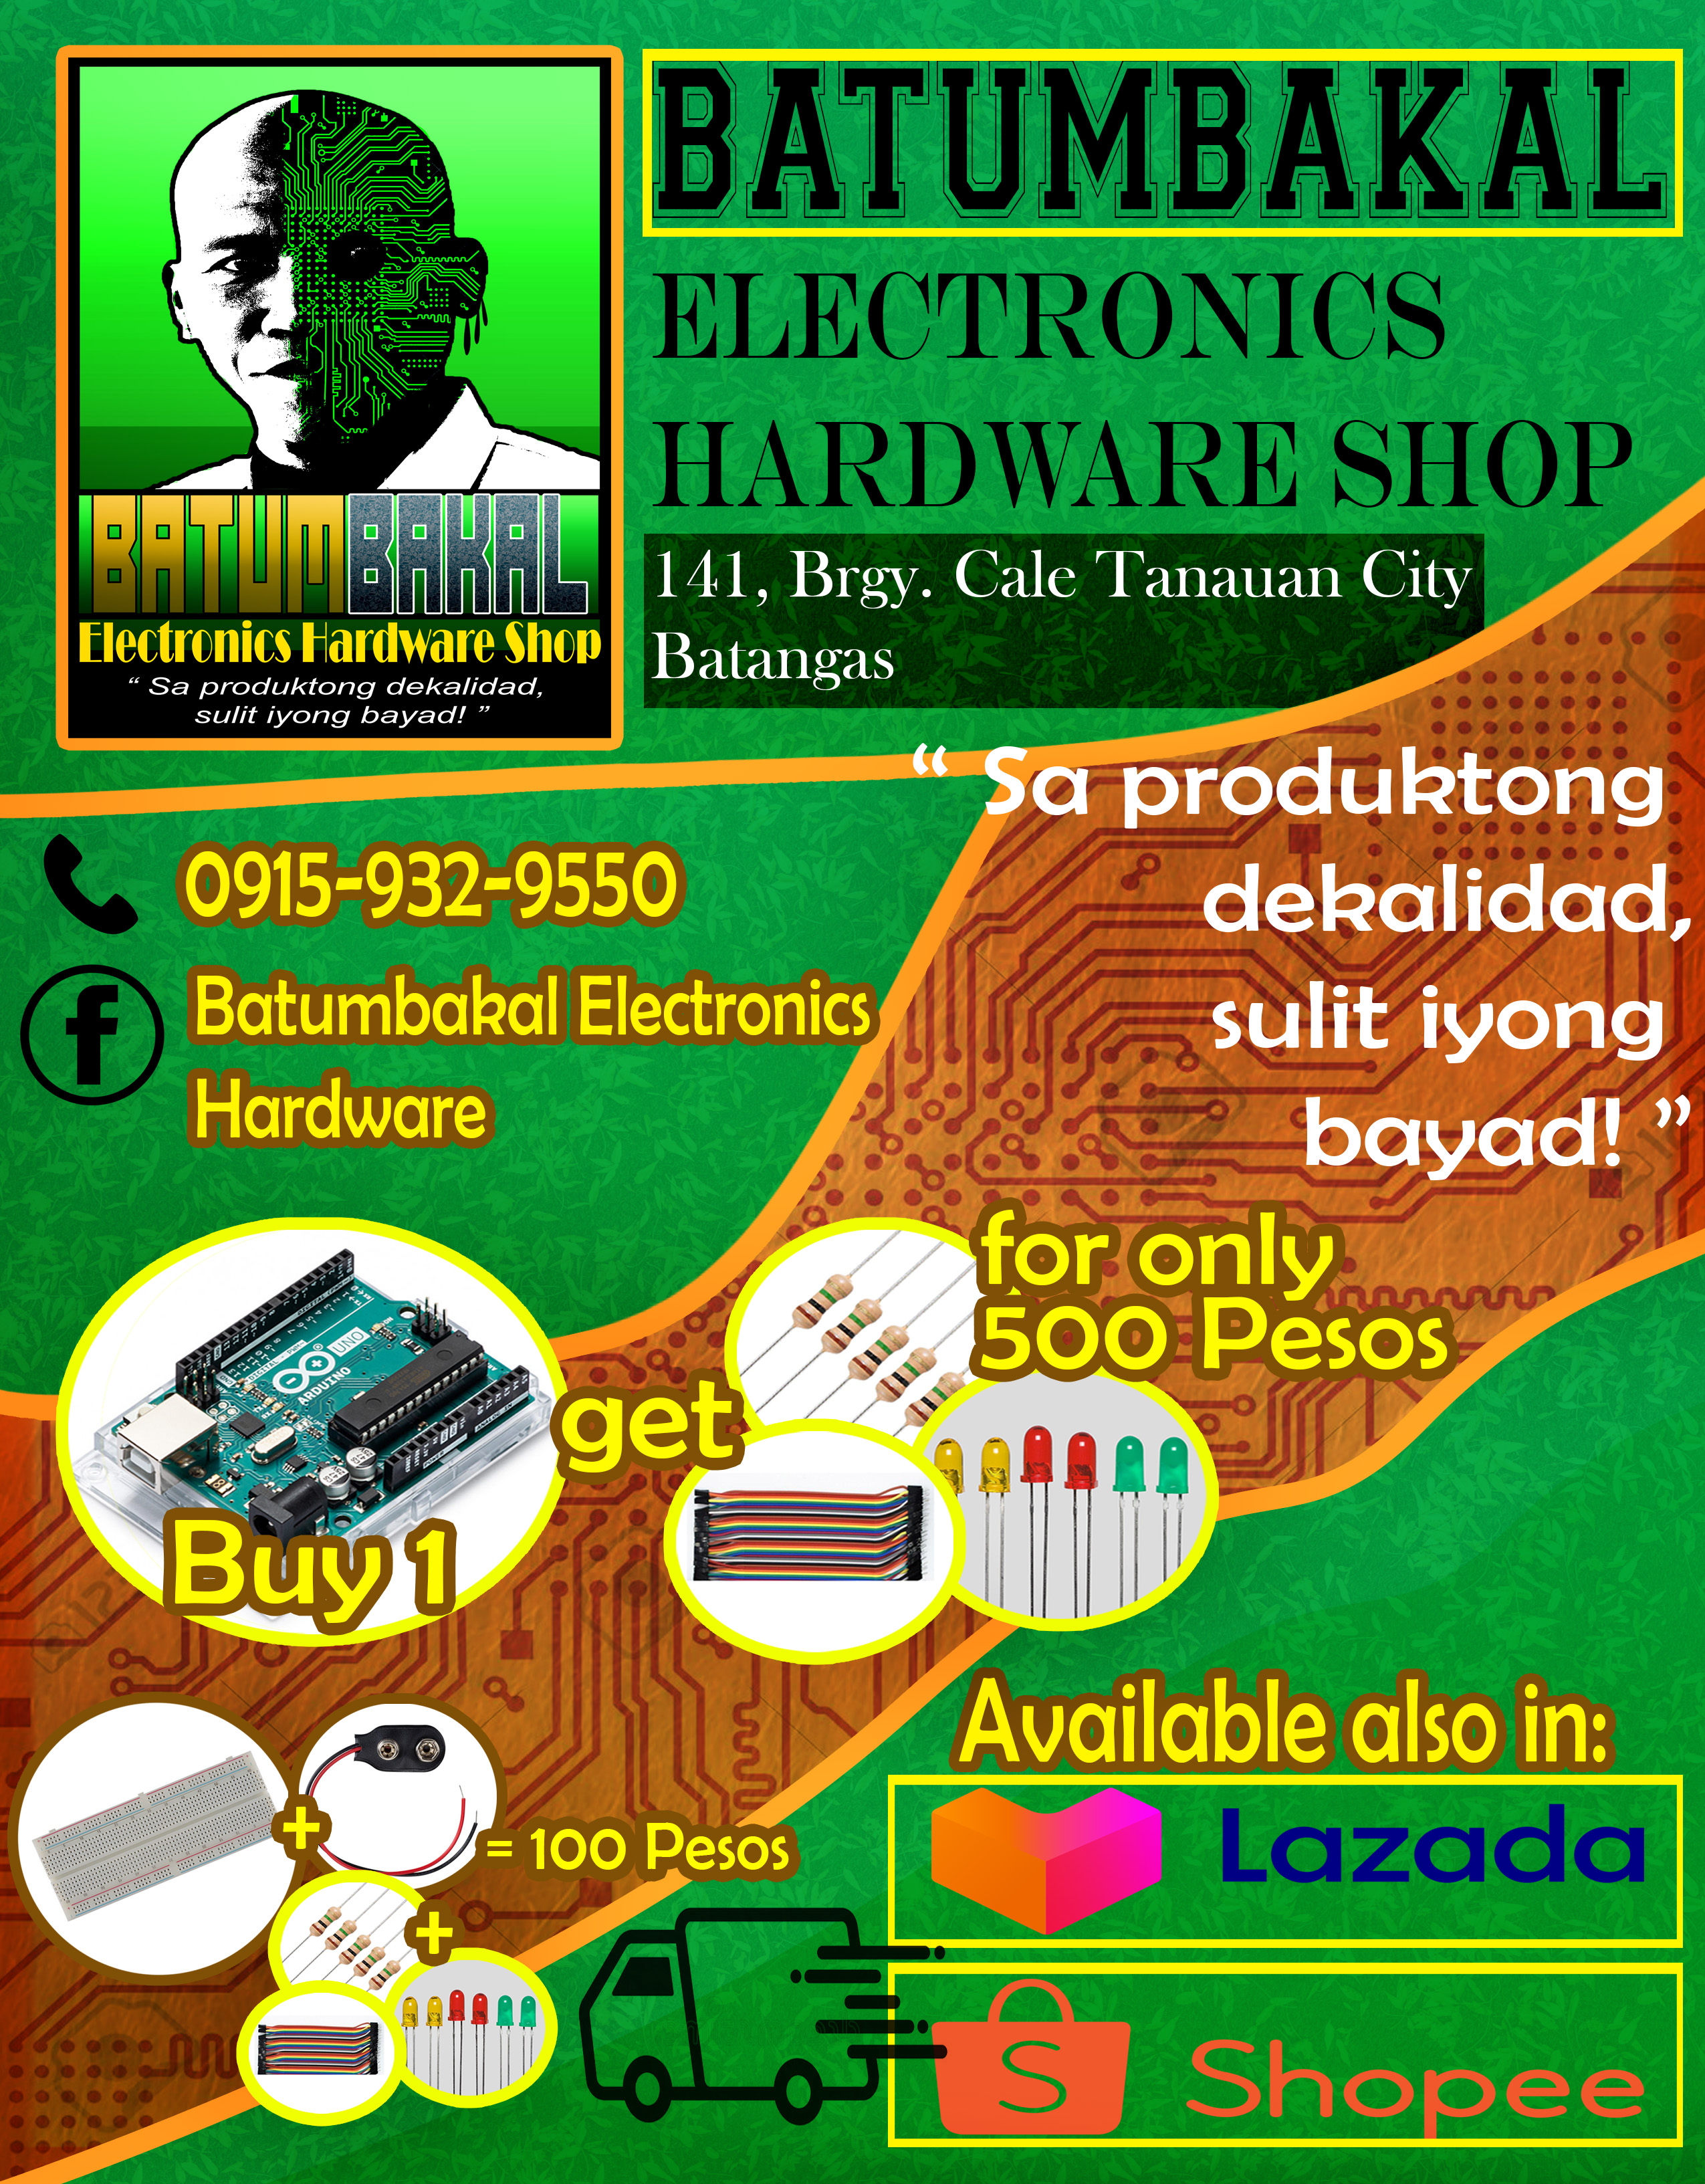 BATUMBAKAL
Electronics Hardware Shop
“ Sa produktong dekalidad,
sulit iyong bayad! ”
BATUMBAKAL
ELECTRONICS
HARDWARE SHOP
141, Brgy. Cale Tanauan City
Batangas
“ Sa produktong
dekalidad,
sulit iyong
bayad! ”
0915-932-9550
f
Batumbakal Electronics
Hardware
UNO
ARDUINO
Buy 1
get
for only
500 Pesos
+
= 100 Pesos
+
Available also in:
Lazada
S
Shopee